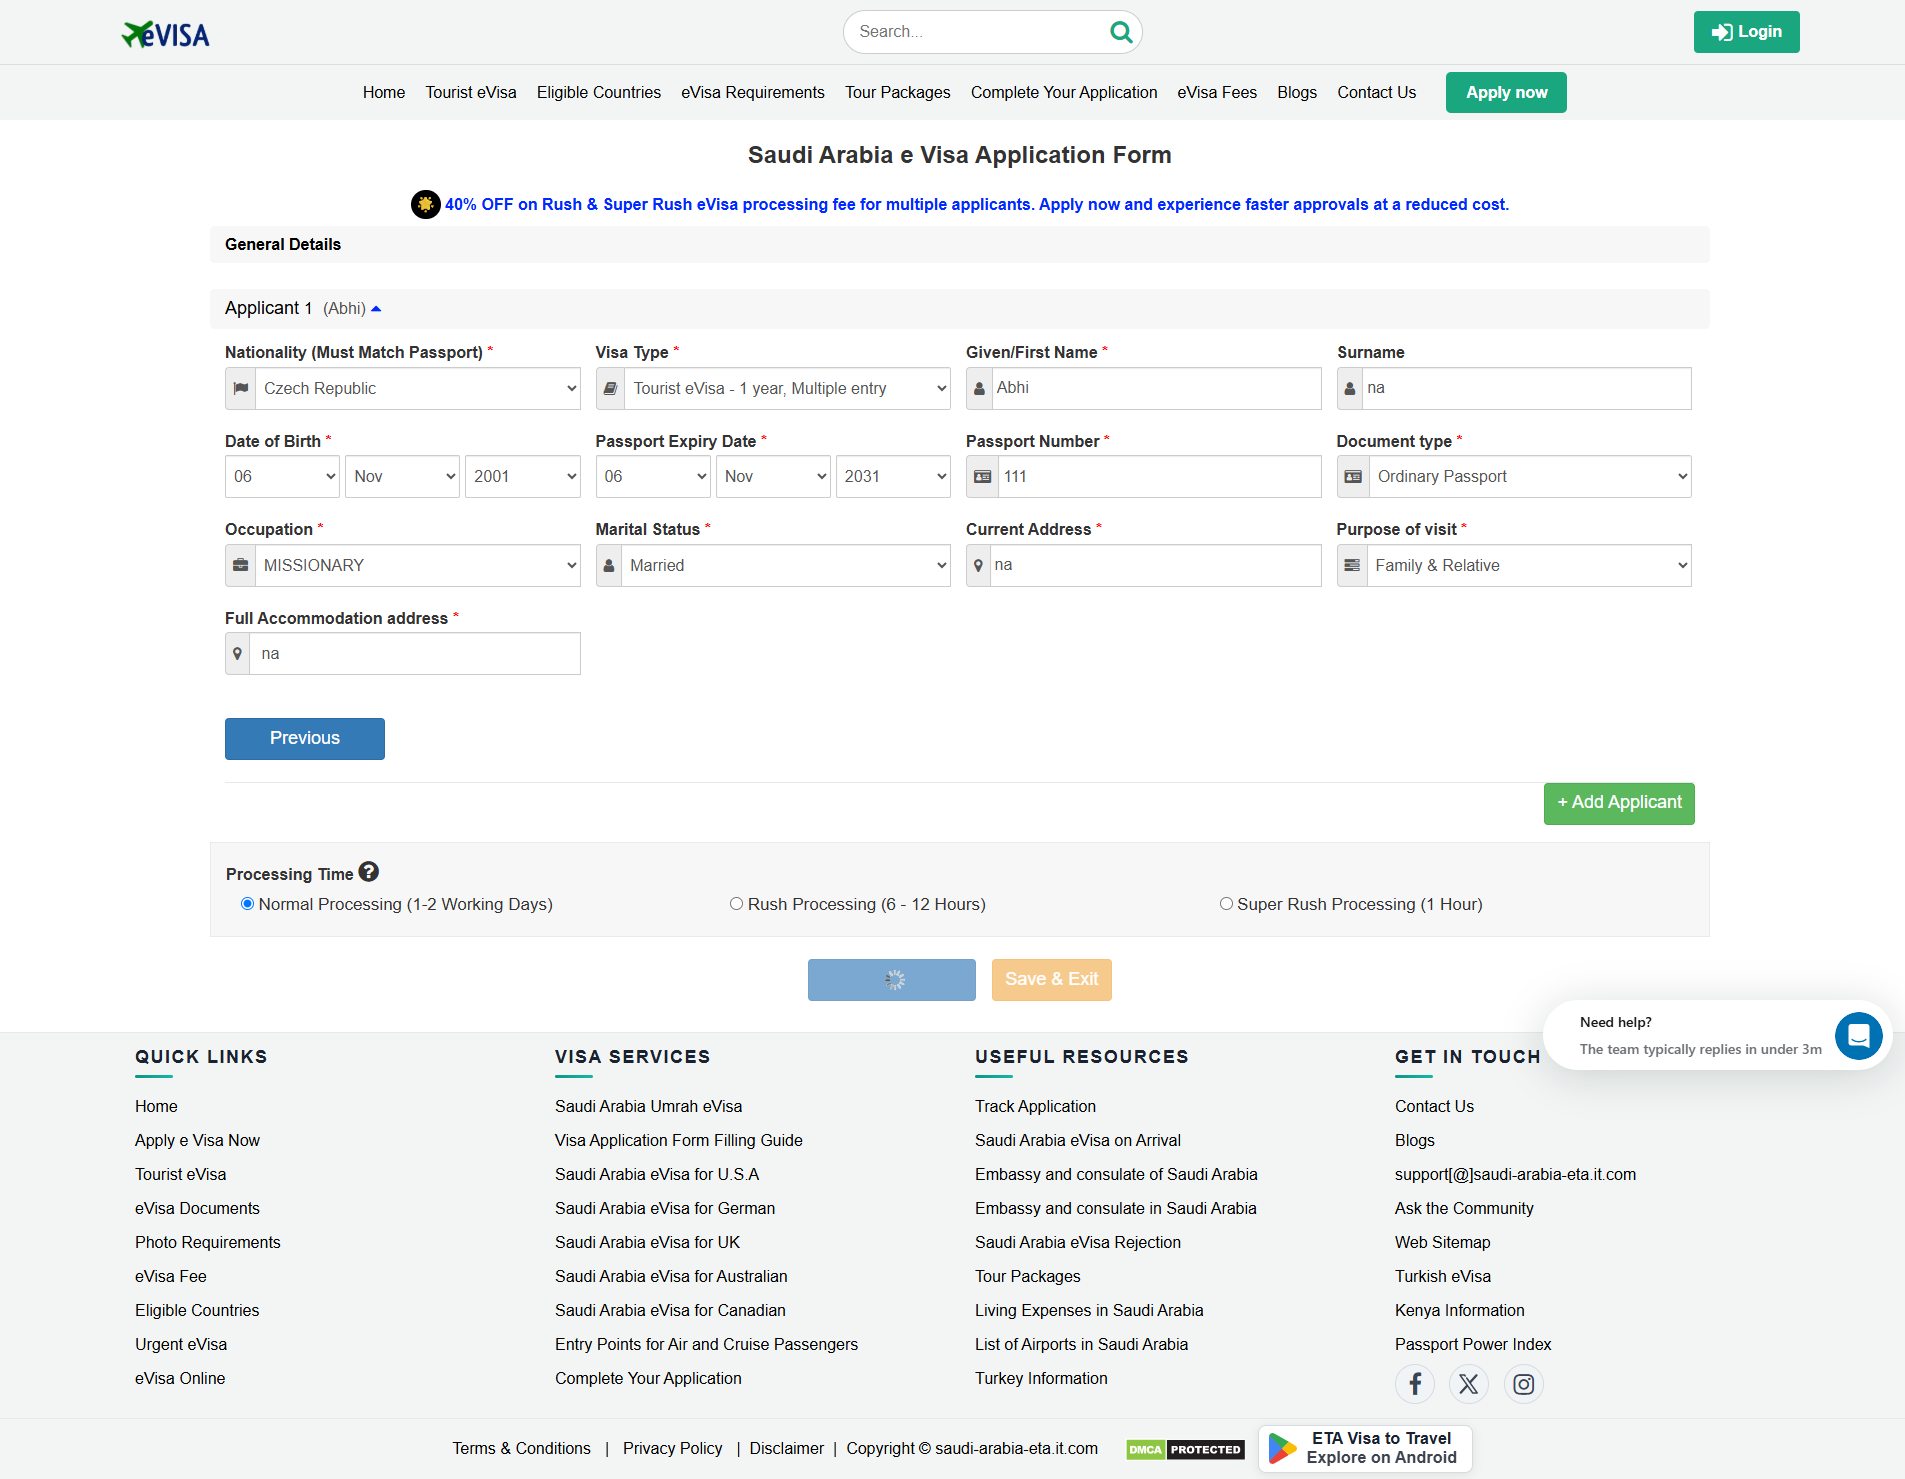 eVISA
Search...
Login
Home Tourist eVisa Eligible Countries eVisa Requirements Tour Packages Complete Your Application eVisa Fees Blogs Contact Us Apply now
Saudi Arabia e Visa Application Form
40% OFF on Rush & Super Rush eVisa processing fee for multiple applicants. Apply now and experience faster approvals at a reduced cost.
General Details
Applicant 1 (Abhi)
Nationality (Must Match Passport) * Visa Type * Given/First Name * Surname
Czech Republic Tourist eVisa - 1 year, Multiple entry Abhi na
Date of Birth * Passport Expiry Date * Passport Number * Document type *
06 Nov 2001 06 Nov 2031 111 Ordinary Passport
Occupation * Marital Status * Current Address * Purpose of visit *
MISSIONARY Married na Family & Relative
Full Accommodation address *
na
Previous
+ Add Applicant
Processing Time ?
Normal Processing (1-2 Working Days) Rush Processing (6 - 12 Hours) Super Rush Processing (1 Hour)
Save & Exit
Need help?
The team typically replies in under 3m
QUICK LINKS VISA SERVICES USEFUL RESOURCES GET IN TOUCH
Home Saudi Arabia Umrah eVisa Track Application Contact Us
Apply e Visa Now Visa Application Form Filling Guide Saudi Arabia eVisa on Arrival Blogs
Tourist eVisa Saudi Arabia eVisa for U.S.A Embassy and consulate of Saudi Arabia support[@]saudi-arabia-eta.it.com
eVisa Documents Saudi Arabia eVisa for German Embassy and consulate in Saudi Arabia Ask the Community
Photo Requirements Saudi Arabia eVisa for UK Saudi Arabia eVisa Rejection Web Sitemap
eVisa Fee Saudi Arabia eVisa for Australian Tour Packages Turkish eVisa
Eligible Countries Saudi Arabia eVisa for Canadian Living Expenses in Saudi Arabia Kenya Information
Urgent eVisa Entry Points for Air and Cruise Passengers List of Airports in Saudi Arabia Passport Power Index
eVisa Online Complete Your Application Turkey Information
Terms & Conditions | Privacy Policy | Disclaimer | Copyright © saudi-arabia-eta.it.com DMCA PROTECTED
ETA Visa to Travel
Explore on Android